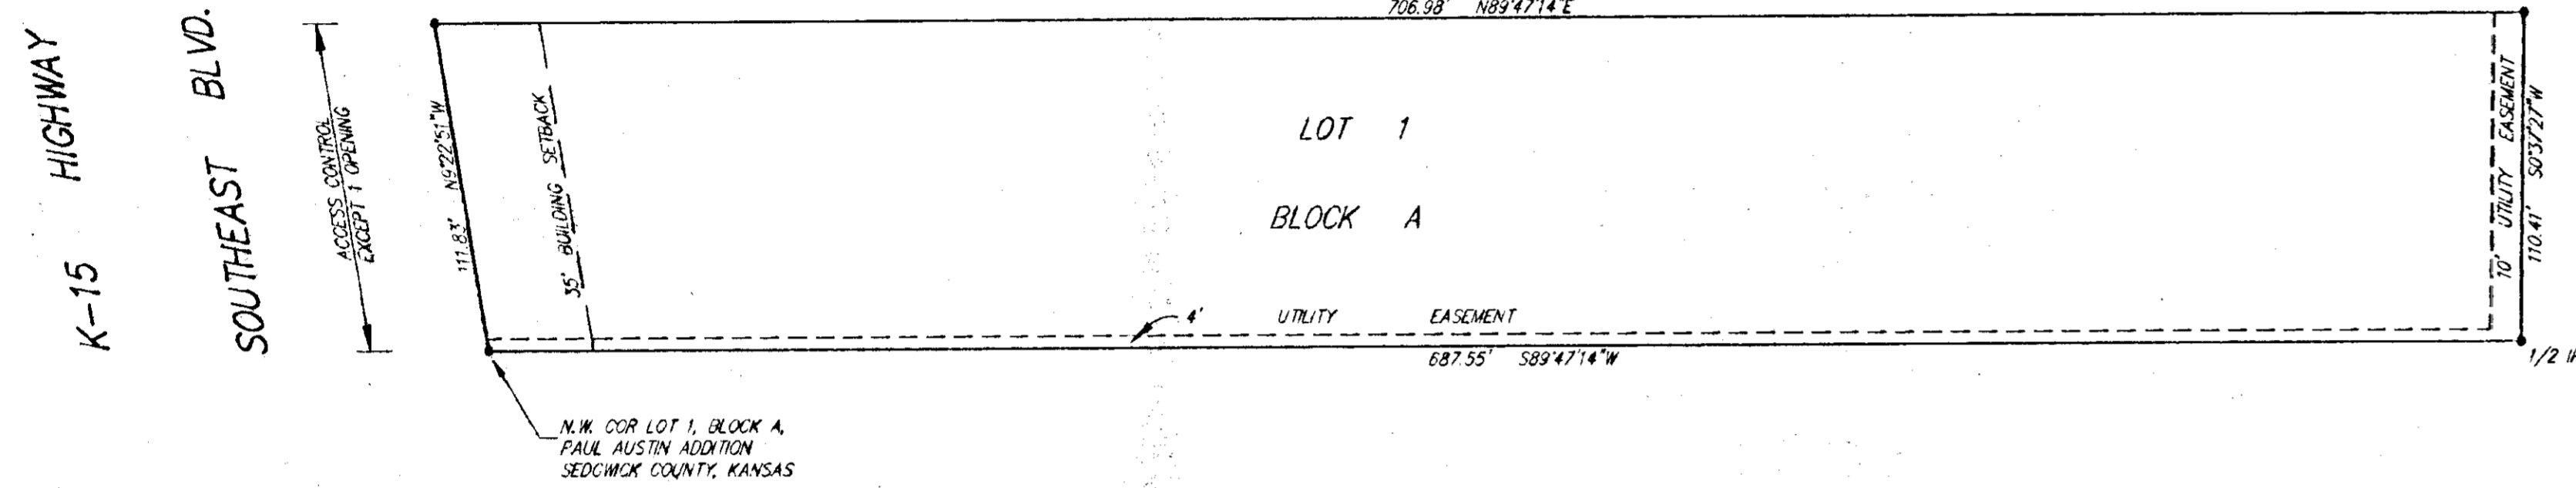 706.98' N89°47'14"E
K-15 HIGHWAY
SOUTHEAST BLVD.
ACCESS CONTROL
EXCEPT 1 OPENING
111.83' N9°22'51"W
35' BUILDING SETBACK
LOT 1
BLOCK A
10' UTILITY EASEMENT
110.41' S0°37'27"W
4' UTILITY EASEMENT
687.55' S89°47'14"W
1/2
N.W. COR LOT 1, BLOCK A,
PAUL AUSTIN ADDITION
SEDGWICK COUNTY, KANSAS